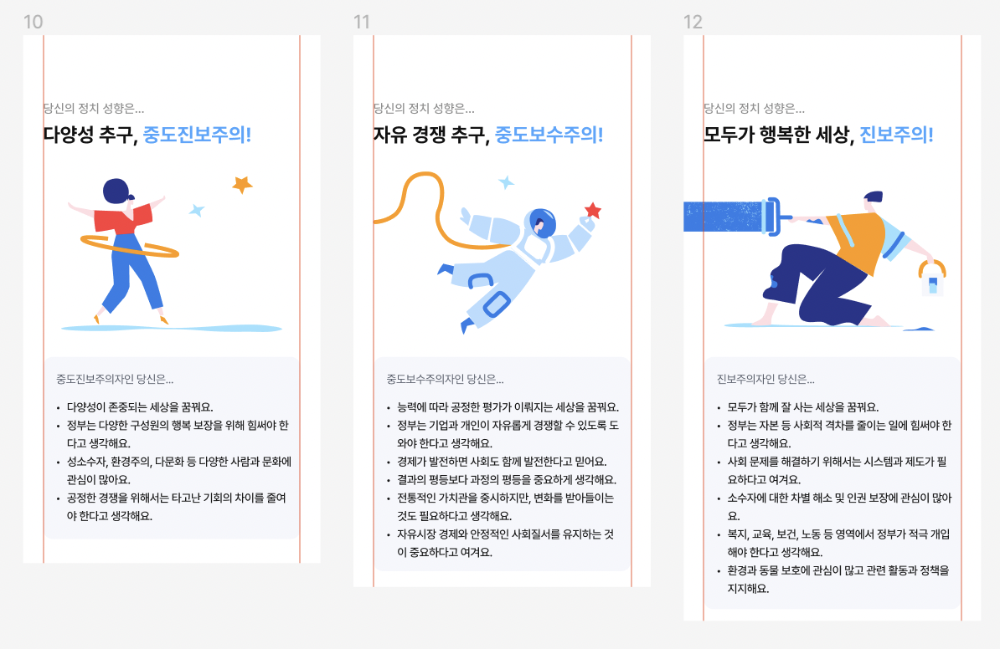 10
당신의 정치 성향은...
다양성 추구, 중도진보주의!
중도진보주의자인 당신은...
• 다양성이 존중되는 세상을 꿈꿔요.
• 정부는 다양한 구성원의 행복 보장을 위해 힘써야 한
다고 생각해요.
• 성소수자, 환경주의, 다문화 등 다양한 사람과 문화에
관심이 많아요.
• 공정한 경쟁을 위해서는 타고난 기회의 차이를 줄여
야 한다고 생각해요.
11
당신의 정치 성향은...
자유 경쟁 추구, 중도보수주의!
중도보수주의자인 당신은...
• 능력에 따라 공정한 평가가 이뤄지는 세상을 꿈꿔요.
• 정부는 기업과 개인이 자유롭게 경쟁할 수 있도록 도
와야 한다고 생각해요.
• 경제가 발전하면 사회도 함께 발전한다고 믿어요.
• 결과의 평등보다 과정의 평등을 중요하게 생각해요.
• 전통적인 가치관을 중시하지만, 변화를 받아들이는
것도 필요하다고 생각해요.
• 자유시장 경제와 안정적인 사회질서를 유지하는 것
이 중요하다고 여겨요.
12
당신의 정치 성향은...
모두가 행복한 세상, 진보주의!
진보주의자인 당신은...
• 모두가 함께 잘 사는 세상을 꿈꿔요.
• 정부는 자본 등 사회적 격차를 줄이는 일에 힘써야 한
다고 생각해요.
• 사회 문제를 해결하기 위해서는 시스템과 제도가 필
요하다고 여겨요.
• 소수자에 대한 차별 해소 및 인권 보장에 관심이 많아
요.
• 복지, 교육, 보건, 노동 등 영역에서 정부가 적극 개입
해야 한다고 생각해요.
• 환경과 동물 보호에 관심이 많고 관련 활동과 정책을
지지해요.